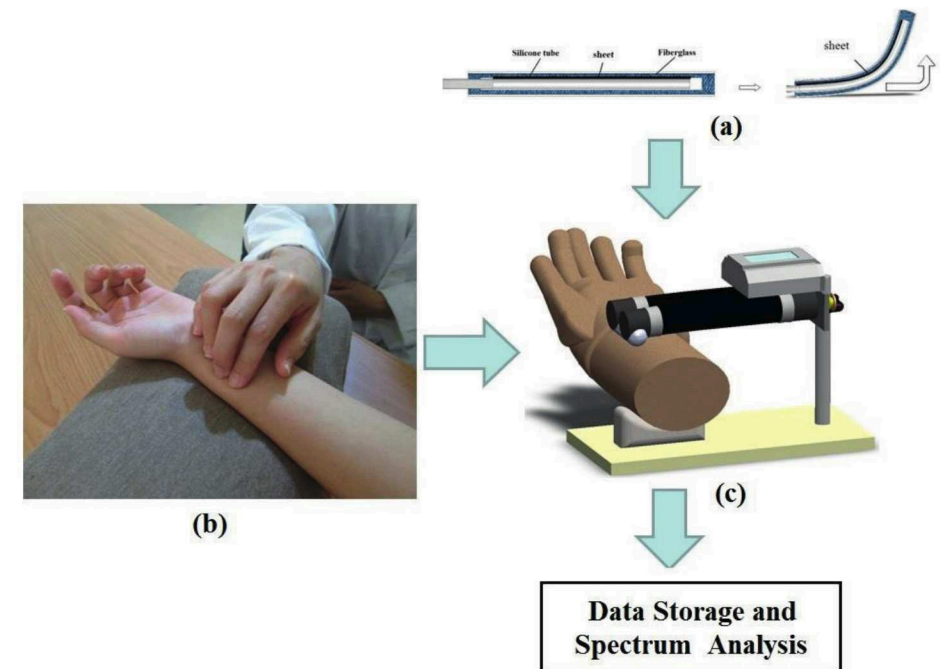 Silicone tube sheet Fiberglass
sheet
(a)
(b)
(c)
Data Storage and
Spectrum Analysis